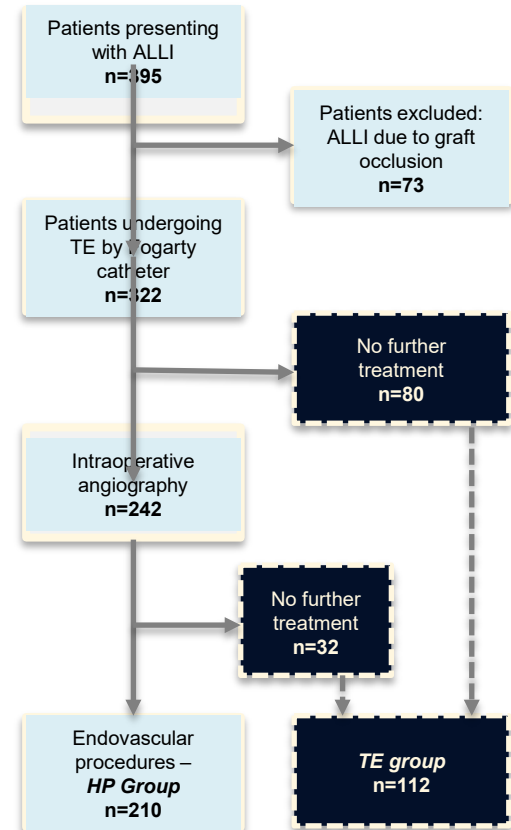 Patients presenting
with ALLI
n=395
Patients excluded:
ALLI due to graft
occlusion
n=73
Patients undergoing
TE by Fogarty
catheter
n=322
No further
treatment
n=80
Intraoperative
angiography
n=242
No further
treatment
n=32
Endovascular
procedures –
HP Group
n=210
TE group
n=112